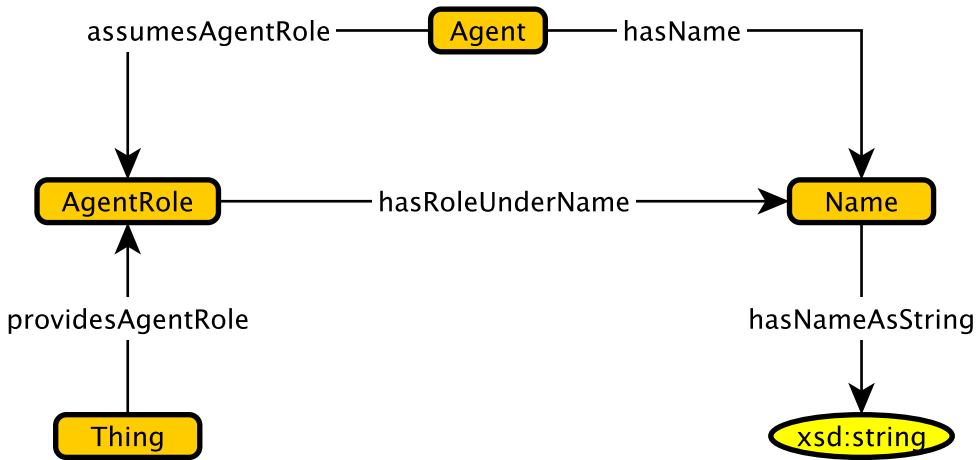 assumesAgentRole
Agent
hasName
AgentRole
hasRoleUnderName
Name
providesAgentRole
hasNameAsString
Thing
xsd:string